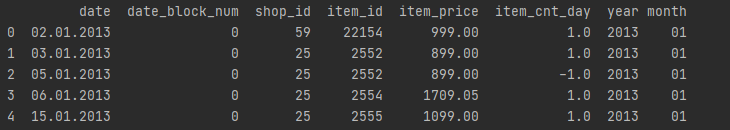 date date_block_num shop_id item_id item_price item_cnt_day year month
0 02.01.2013 0 59 22154 999.00 1.0 2013 01
1 03.01.2013 0 25 2552 899.00 1.0 2013 01
2 05.01.2013 0 25 2552 899.00 -1.0 2013 01
3 06.01.2013 0 25 2554 1709.05 1.0 2013 01
4 15.01.2013 0 25 2555 1099.00 1.0 2013 01